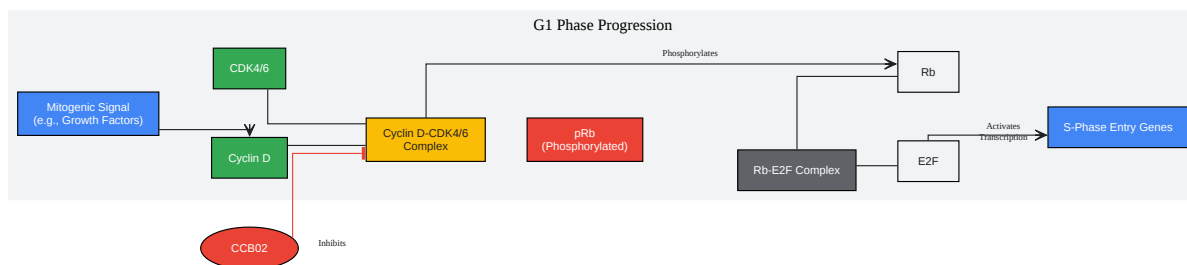 G1 Phase Progression
Phosphorylates
CDK4/6
Rb
Mitogenic Signal
(e.g., Growth Factors)
Cyclin D-CDK4/6
Complex
pRb
(Phosphorylated)
Activates
Transcription
S-Phase Entry Genes
Cyclin D
Rb-E2F Complex
E2F
CCB02
Inhibits